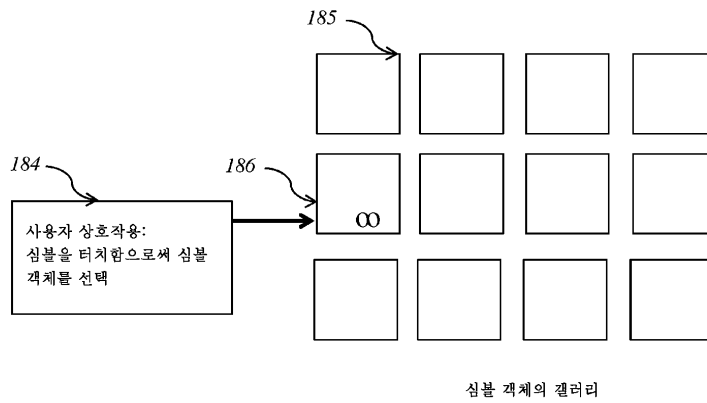 185
184
186
사용자 상호작용:
심볼을 터치함으로써 심볼
객체를 선택
∞
심볼 객체의 갤러리